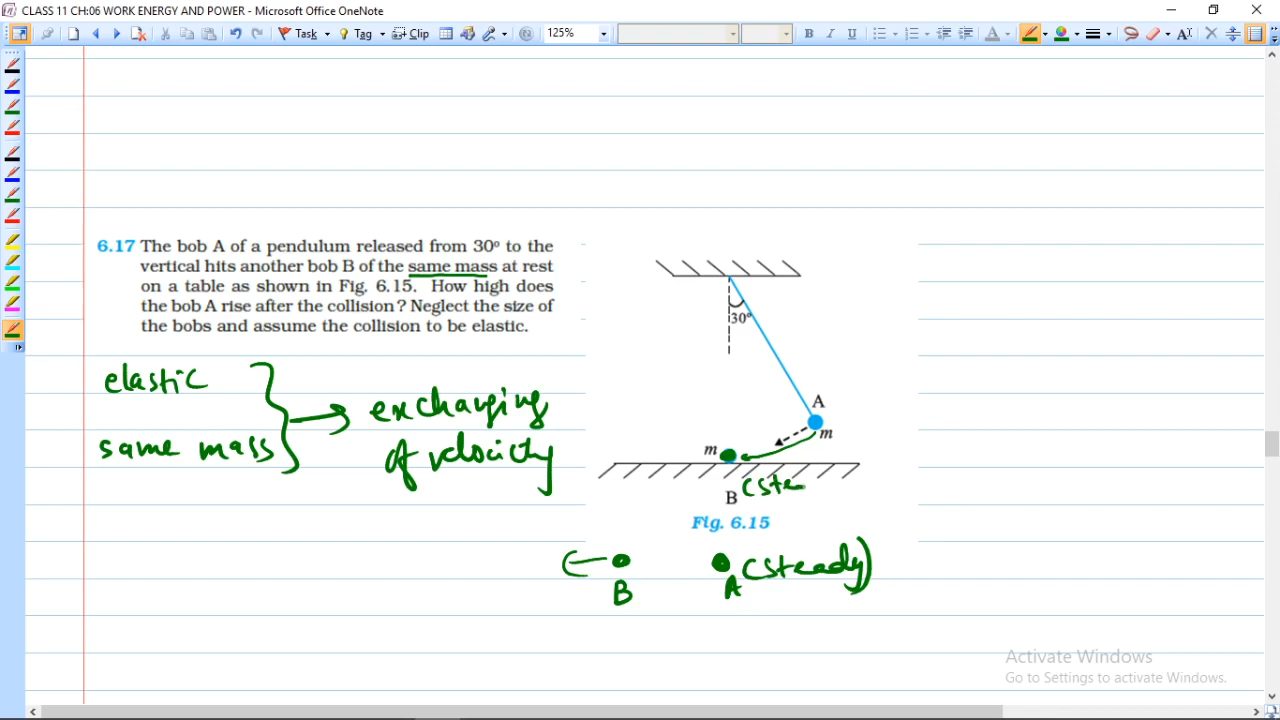 CLASS 11 CH:06 WORK ENERGY AND POWER - Microsoft Office OneNote
Task Tag Clip 125% B I U
6.17 The bob A of a pendulum released from 30° to the
vertical hits another bob B of the same mass at rest
on a table as shown in Fig. 6.15. How high does
the bob A rise after the collision? Neglect the size of
the bobs and assume the collision to be elastic.
30°
A
m
m
B (ste
Fig. 6.15
elastic
same mass
exchanging
of velocity
B
A (steady)
Activate Windows
Go to Settings to activate Windows.